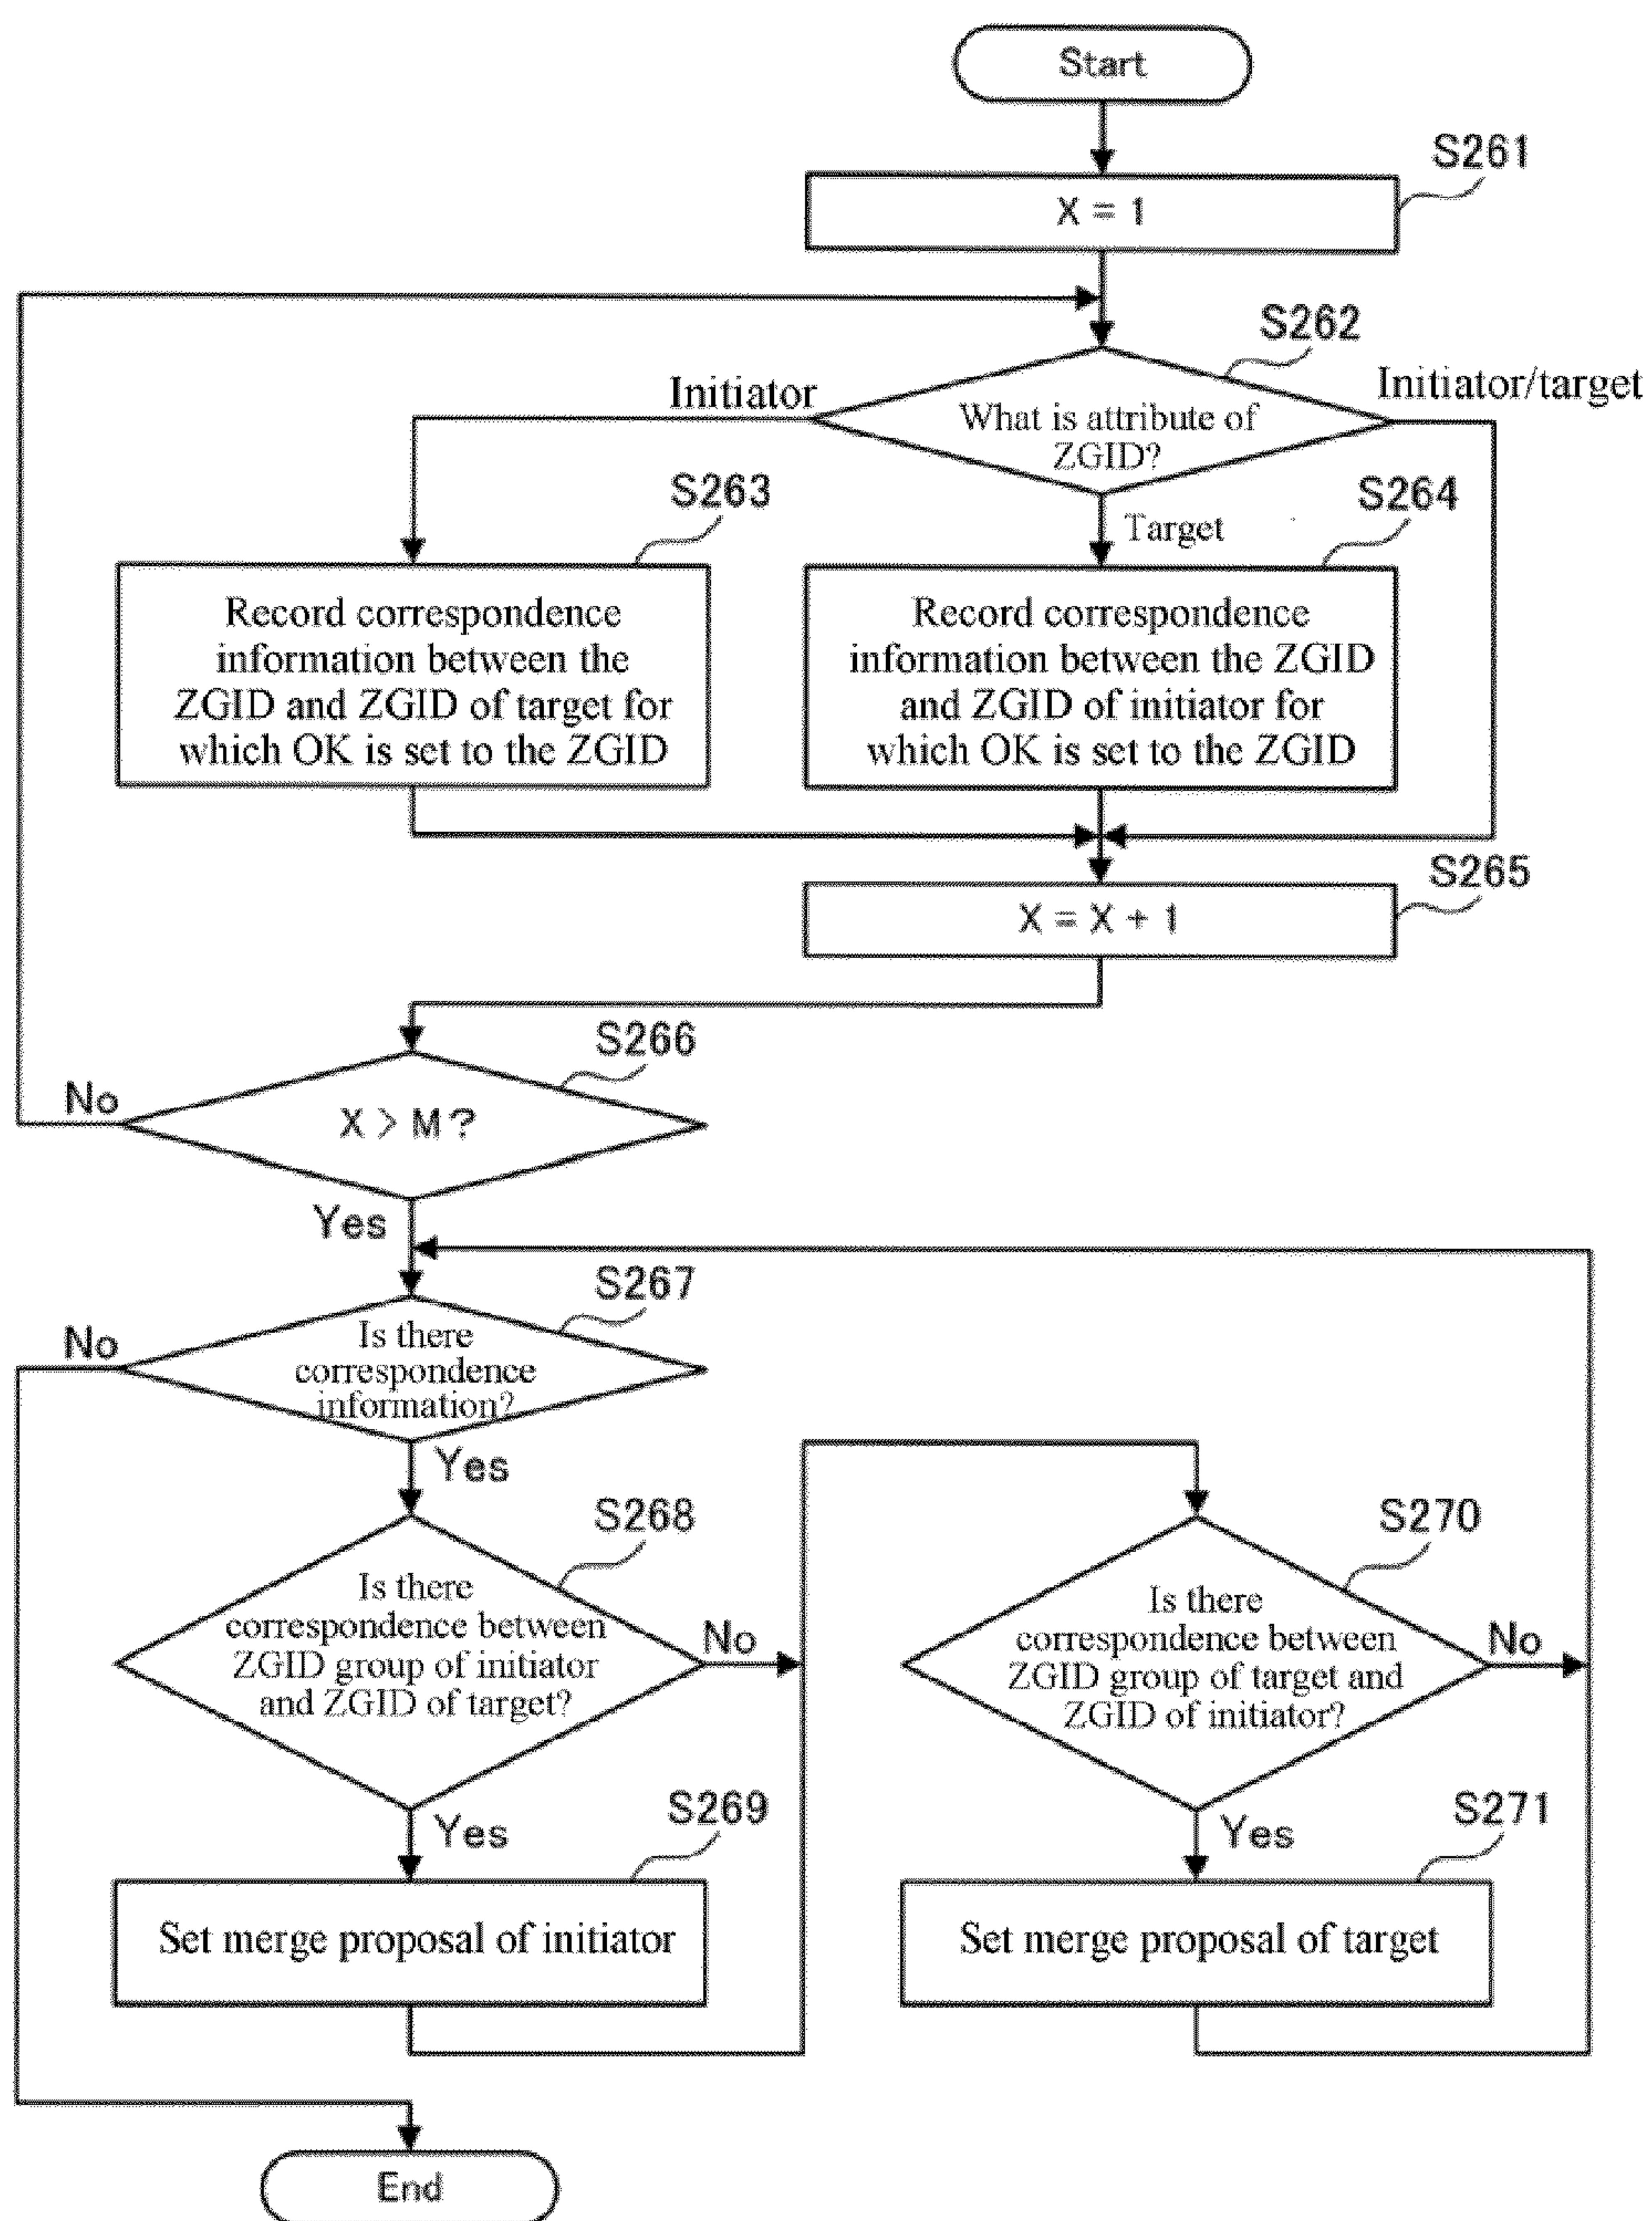 Start
S261
X = 1
S262
Initiator
Initiator/target
What is attribute of
ZGID?
S263
S264
Target
Record correspondence
information between the
ZGID and ZGID of target for
which OK is set to the ZGID
Record correspondence
information between the ZGID
and ZGID of initiator for
which OK is set to the ZGID
S265
X = X + 1
S266
No
X > M ?
Yes
S267
No
Is there
correspondence
information?
Yes
S268
Is there
correspondence between
ZGID group of initiator
and ZGID of target?
No
S270
Is there
correspondence between
ZGID group of target and
ZGID of initiator?
No
Yes
S269
Yes
S271
Set merge proposal of initiator
Set merge proposal of target
End